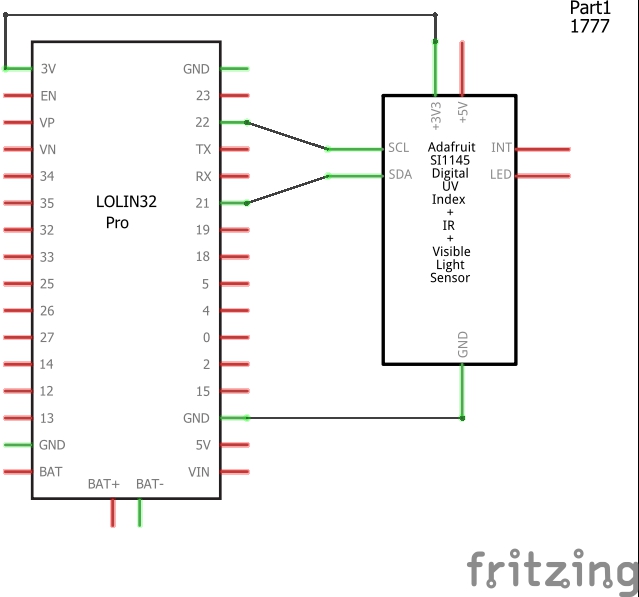 Part1
1777
3V
EN
VP
VN
34
35
32
33
25
26
27
14
12
13
GND
BAT
LOLIN32
Pro
GND
23
22
TX
RX
21
19
18
5
4
0
2
15
GND
5V
VIN
BAT+ BAT-
+3V3 +5V
SCL
SDA
Adafruit
SI1145
Digital
UV
Index
+
IR
+
Visible
Light
Sensor
INT
LED
GND
fritzing